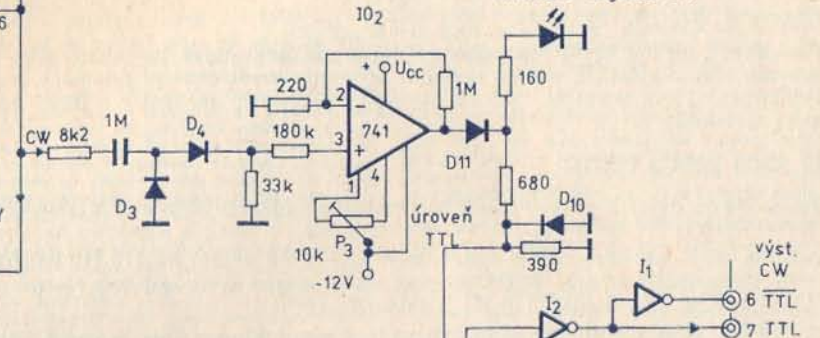 6
IO2
+ Ucc
220
2
1M
160
-
741
180k
3
+
1M
CW 8k2
D4
D11
D3
33k
1 4
680
úroveň
TTL
P3
10k
-12V
D10
390
I1
I2
výst.
CW
6 TTL
7 TTL